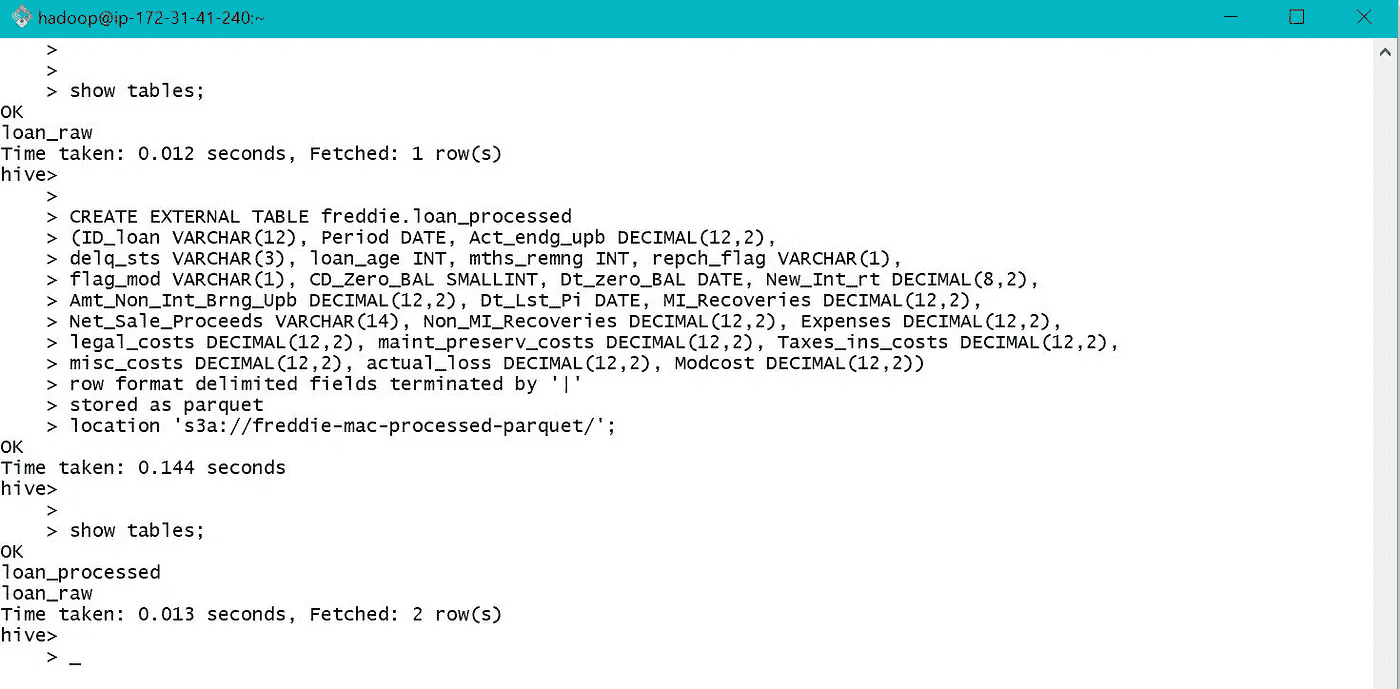 hadoop@ip-172-31-41-240:~
>
>
> show tables;
OK
loan_raw
Time taken: 0.012 seconds, Fetched: 1 row(s)
hive>
>
> CREATE EXTERNAL TABLE freddie.loan_processed
> (ID_loan VARCHAR(12), Period DATE, Act_endg_upb DECIMAL(12,2),
> delq_sts VARCHAR(3), loan_age INT, mths_remng INT, repch_flag VARCHAR(1),
> flag_mod VARCHAR(1), CD_Zero_BAL SMALLINT, Dt_zero_BAL DATE, New_Int_rt DECIMAL(8,2),
> Amt_Non_Int_Brng_Upb DECIMAL(12,2), Dt_Lst_Pi DATE, MI_Recoveries DECIMAL(12,2),
> Net_Sale_Proceeds VARCHAR(14), Non_MI_Recoveries DECIMAL(12,2), Expenses DECIMAL(12,2),
> legal_costs DECIMAL(12,2), maint_preserv_costs DECIMAL(12,2), Taxes_ins_costs DECIMAL(12,2),
> misc_costs DECIMAL(12,2), actual_loss DECIMAL(12,2), Modcost DECIMAL(12,2))
> row format delimited fields terminated by '|'
> stored as parquet
> location 's3a://freddie-mac-processed-parquet/';
OK
Time taken: 0.144 seconds
hive>
>
> show tables;
OK
loan_processed
loan_raw
Time taken: 0.013 seconds, Fetched: 2 row(s)
hive>
> _